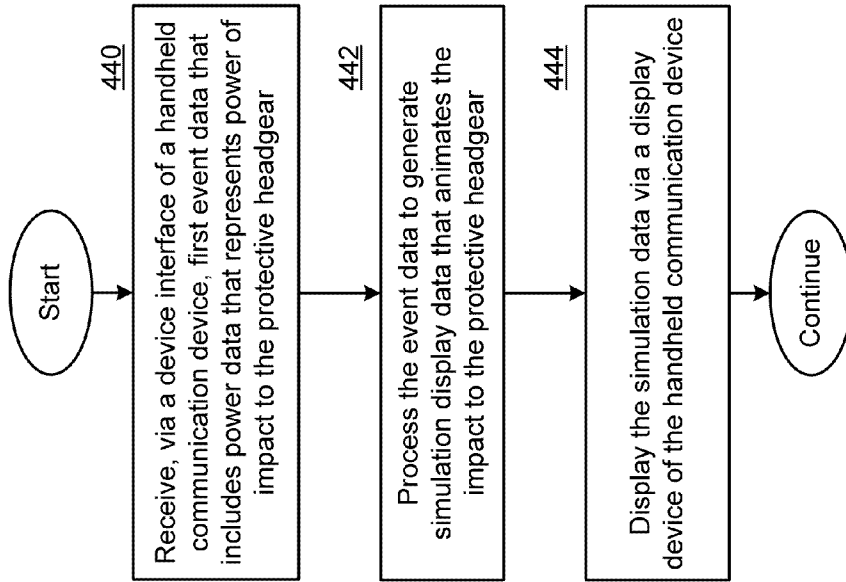 Start
440
Receive, via a device interface of a handheld
communication device, first event data that
includes power data that represents power of
impact to the protective headgear
442
Process the event data to generate
simulation display data that animates the
impact to the protective headgear
444
Display the simulation data via a display
device of the handheld communication device
Continue